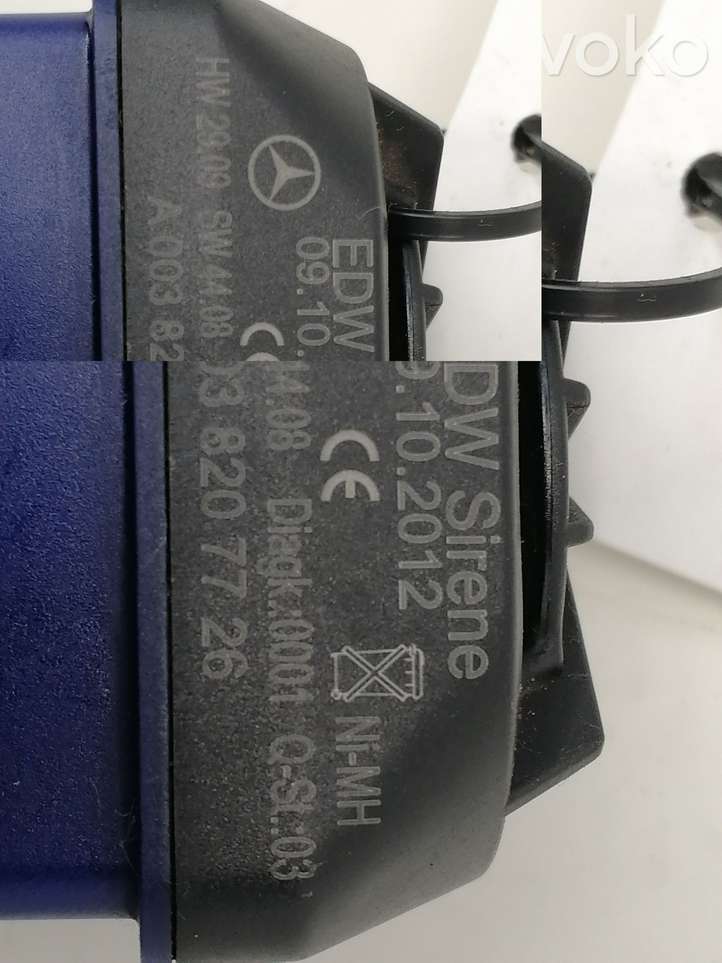 voko
EDW
09.10.
HW 29.09 SW 44.08
A 003 82
EDW Sirene
9.10.2012
CE
Ni-MH
44.08 Diagk.:0001 Q-St.:03
03 820 77 26